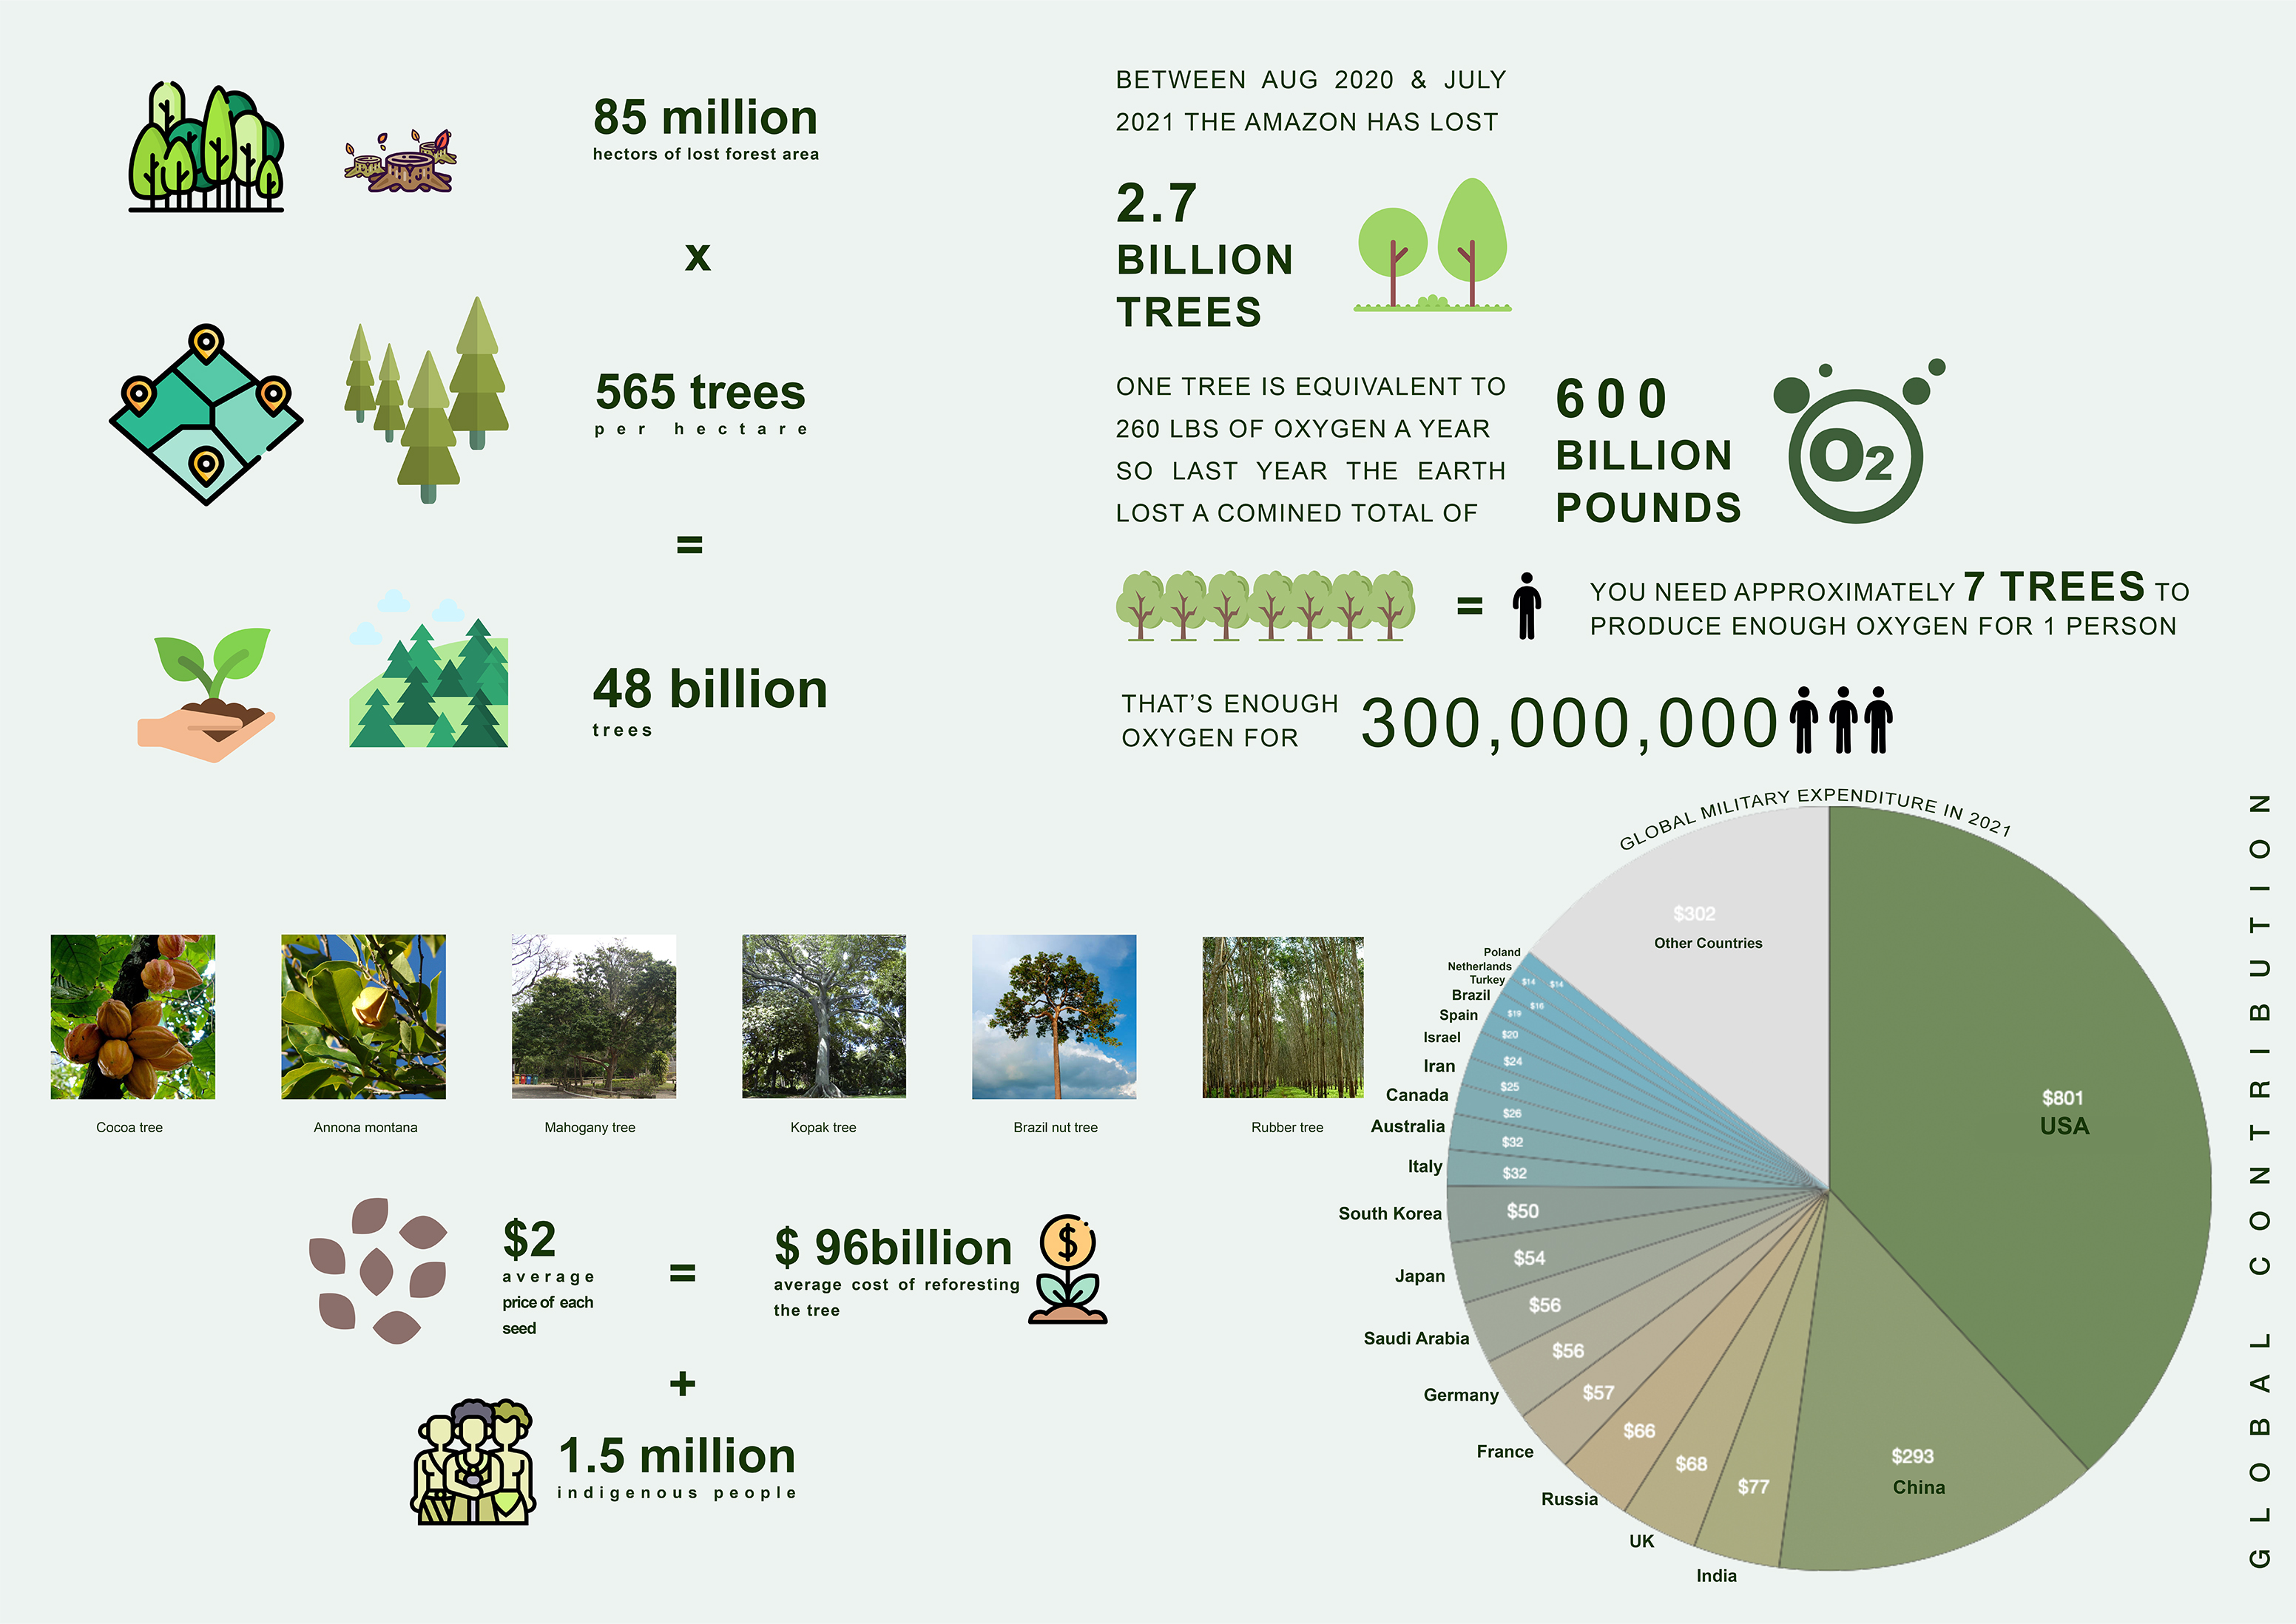 85 million
hectors of lost forest area
x
565 trees
per hectare
=
48 billion
trees
BETWEEN AUG 2020 & JULY
2021 THE AMAZON HAS LOST
2.7
BILLION
TREES
ONE TREE IS EQUIVALENT TO
260 LBS OF OXYGEN A YEAR
SO LAST YEAR THE EARTH
LOST A COMINED TOTAL OF
600
BILLION
POUNDS
O2
=
YOU NEED APPROXIMATELY 7 TREES TO
PRODUCE ENOUGH OXYGEN FOR 1 PERSON
THAT'S ENOUGH
OXYGEN FOR
300,000,000
Cocoa tree
Annona montana
Mahogany tree
Kopak tree
Brazil nut tree
Rubber tree
$2
average
price of each
seed
=
$ 96billion
average cost of reforesting
the tree
$
+
1.5 million
indigenous people
GLOBAL MILITARY EXPENDITURE IN 2021
$302
Other Countries
$801
USA
$293
China
Poland
Netherlands
Turkey
Brazil
Spain
Israel
Iran
Canada
Australia
Italy
South Korea
Japan
Saudi Arabia
Germany
France
Russia
UK
India
$14
$14
$16
$19
$20
$24
$25
$26
$32
$32
$50
$54
$56
$56
$57
$66
$68
$77
GLOBAL CONTRIBUTION